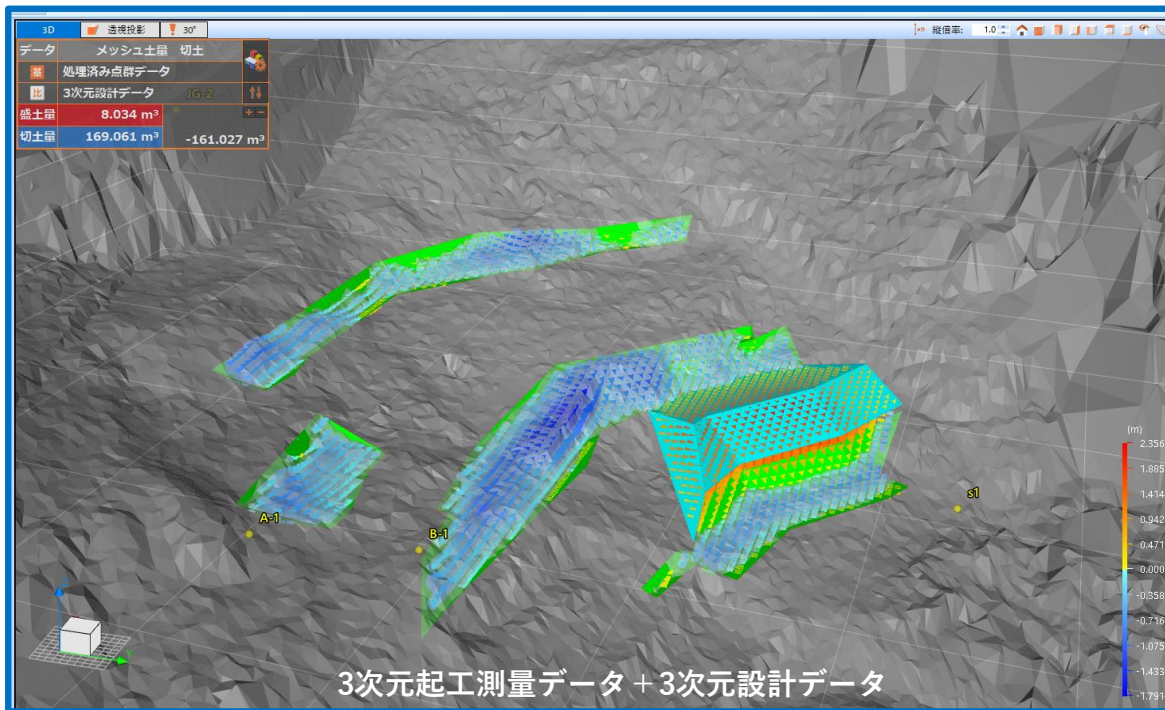 3D 透視投影 30°
縦倍率: 1.0
データ メッシュ土量 切土
基 処理済み点群データ
比 3次元設計データ JG-2
盛土量 8.034 m³
切土量 169.061 m³ -161.027 m³
(m)
2.356
1.885
1.414
0.942
0.471
0.000
-0.358
-0.716
-1.075
-1.433
-1.791
s1
A-1
B-1
Y
3次元起工測量データ＋3次元設計データ